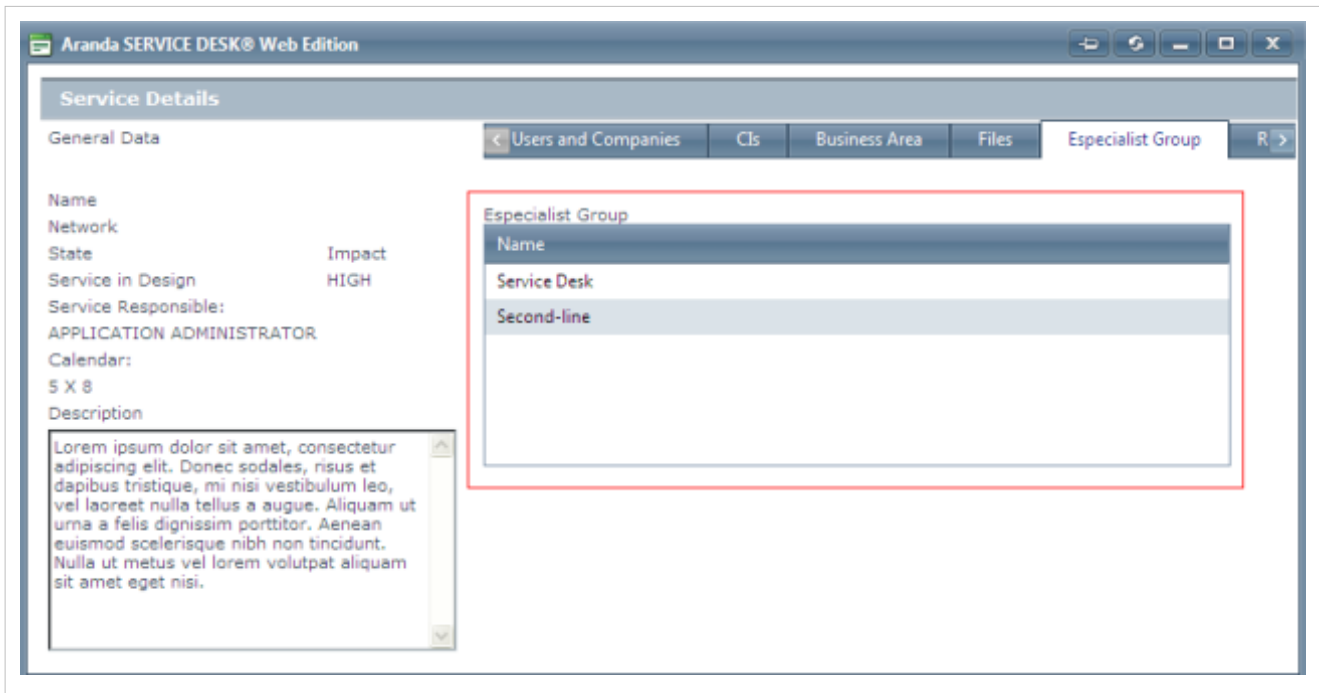 Aranda SERVICE DESK® Web Edition
Service Details
General Data
Users and Companies
CIs
Business Area
Files
Especialist Group
R
Name
Network
State Impact
Service in Design HIGH
Service Responsible:
APPLICATION ADMINISTRATOR
Calendar:
5 X 8
Description
Lorem ipsum dolor sit amet, consectetur
adipiscing elit. Donec sodales, risus et
dapibus tristique, mi nisi vestibulum leo,
vel laoreet nulla tellus a augue. Aliquam ut
urna a felis dignissim porttitor. Aenean
euismod scelerisque nibh non tincidunt.
Nulla ut metus vel lorem volutpat aliquam
sit amet eget nisi.
Especialist Group
Name
Service Desk
Second-line